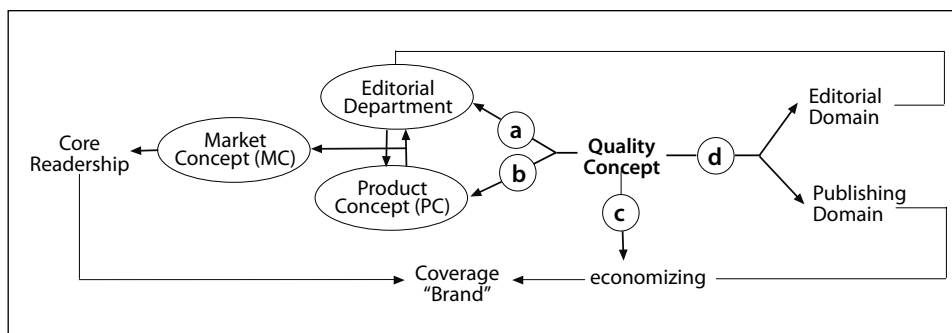 Editorial
Department
Editorial
Domain
a
Core
Readership
Market
Concept (MC)
Quality
Concept
d
b
Product
Concept (PC)
Publishing
Domain
c
Coverage
“Brand”
economizing